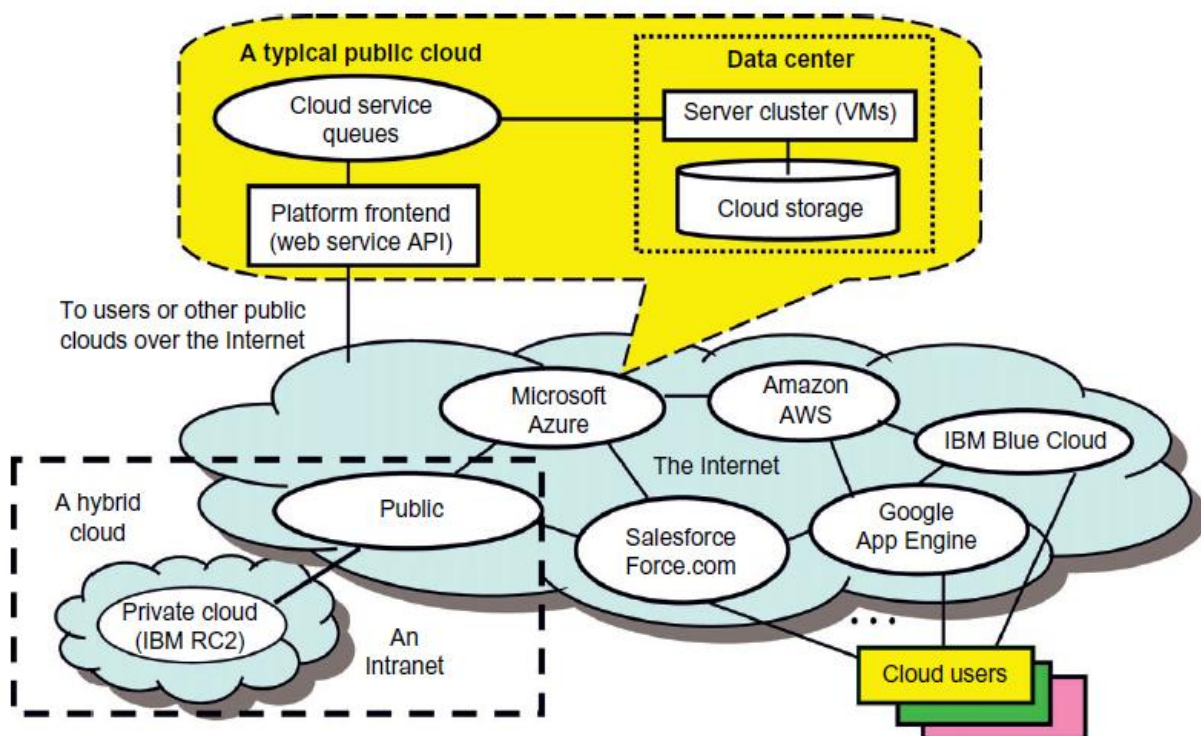 A typical public cloud
Data center
Cloud service
queues
Server cluster (VMs)
Cloud storage
Platform frontend
(web service API)
To users or other public
clouds over the Internet
Microsoft
Azure
Amazon
AWS
IBM Blue Cloud
The Internet
A hybrid
cloud
Public
Salesforce
Force.com
Google
App Engine
Private cloud
(IBM RC2)
An
Intranet
...
Cloud users